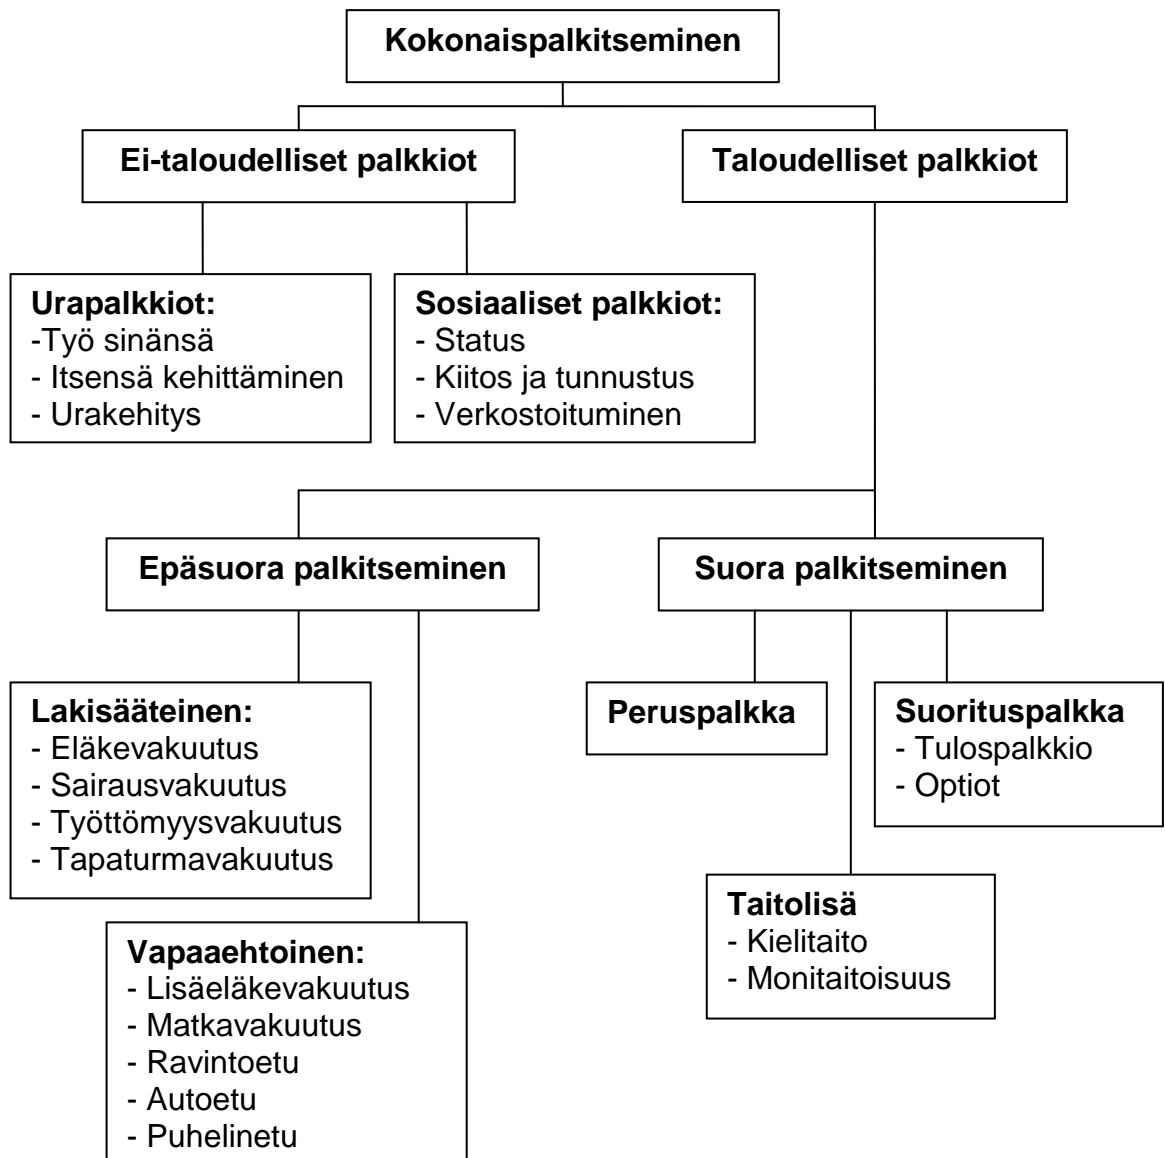 Kokonaispalkitseminen
Ei-taloudelliset palkkiot
Taloudelliset palkkiot
Urapalkkiot:
-Työ sinänsä
- Itsensä kehittäminen
- Urakehitys
Sosiaaliset palkkiot:
- Status
- Kiitos ja tunnustus
- Verkostoituminen
Epäsuora palkitseminen
Suora palkitseminen
Lakisääteinen:
- Eläkevakuutus
- Sairausvakuutus
- Työttömyysvakuutus
- Tapaturmavakuutus
Peruspalkka
Suorituspalkka
- Tulospalkkio
- Optiot
Taitolisä
- Kielitaito
- Monitaitoisuus
Vapaaehtoinen:
- Lisäeläkevakuutus
- Matkavakuutus
- Ravintoetu
- Autoetu
- Puhelinetu